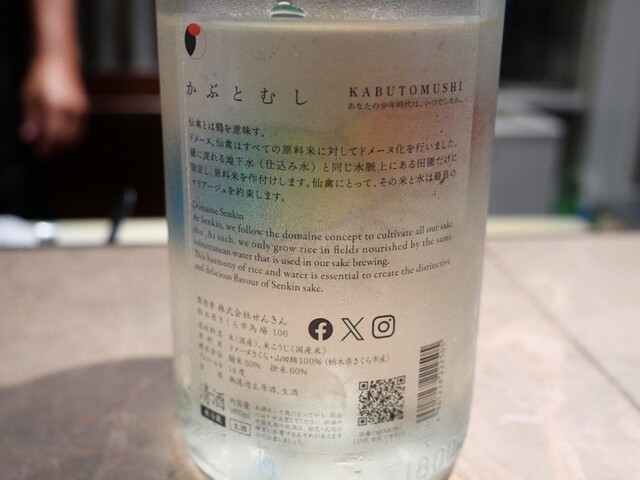 かぶとむし
KABUTOMUSHI
あなたの少年時代は、いつでしたか。
仙禽とは鶴を意味す。
ドメーヌ。仙禽はすべての原料米に対してドメーヌ化を行いました。
蔵に流れる地下水（仕込み水）と同じ水脈上にある田圃だけに
限定し、原料米を作付けします。仙禽にとって、その米と水は最良の
マリアージュを約束します。
Domaine Senkin
At Senkin, we follow the domaine concept to cultivate all our sake
rice. As such, we only grow rice in fields nourished by the same
subterranean water that is used in our sake brewing.
This harmony of rice and water is essential to create the distinctive
and delicious flavour of Senkin sake.
製造者 株式会社せんきん
栃木県さくら市馬場 106
原材料名 米(国産)、米こうじ(国産米)
原料米 ドメーヌさくら・山田錦100% (栃木県さくら市産)
精米歩合 麹米50% 掛米60%
アルコール分 14度
無濾過生原酒、生酒
清酒
内容量
要冷蔵
生酒